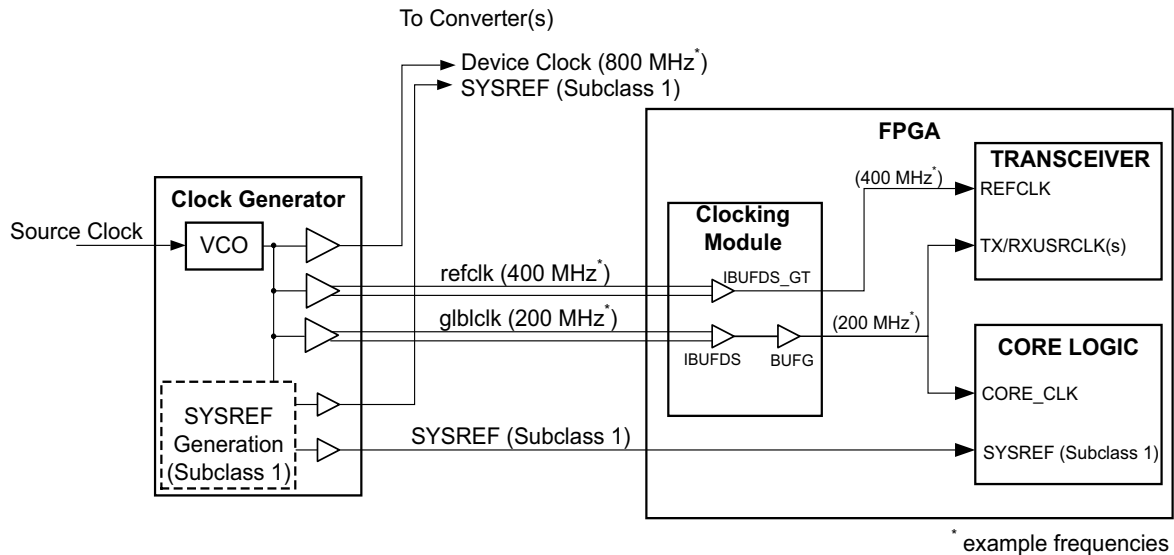 To Converter(s)
Device Clock (800 MHz*)
SYSREF (Subclass 1)
FPGA
TRANSCEIVER
REFCLK
TX/RXUSRCLK(s)
(400 MHz*)
Clock Generator
Source Clock
VCO
Clocking
Module
refclk (400 MHz*)
IBUFDS_GT
glblclk (200 MHz*)
IBUFDS
BUFG
(200 MHz*)
CORE LOGIC
CORE_CLK
SYSREF (Subclass 1)
SYSREF
Generation
(Subclass 1)
SYSREF (Subclass 1)
* example frequencies